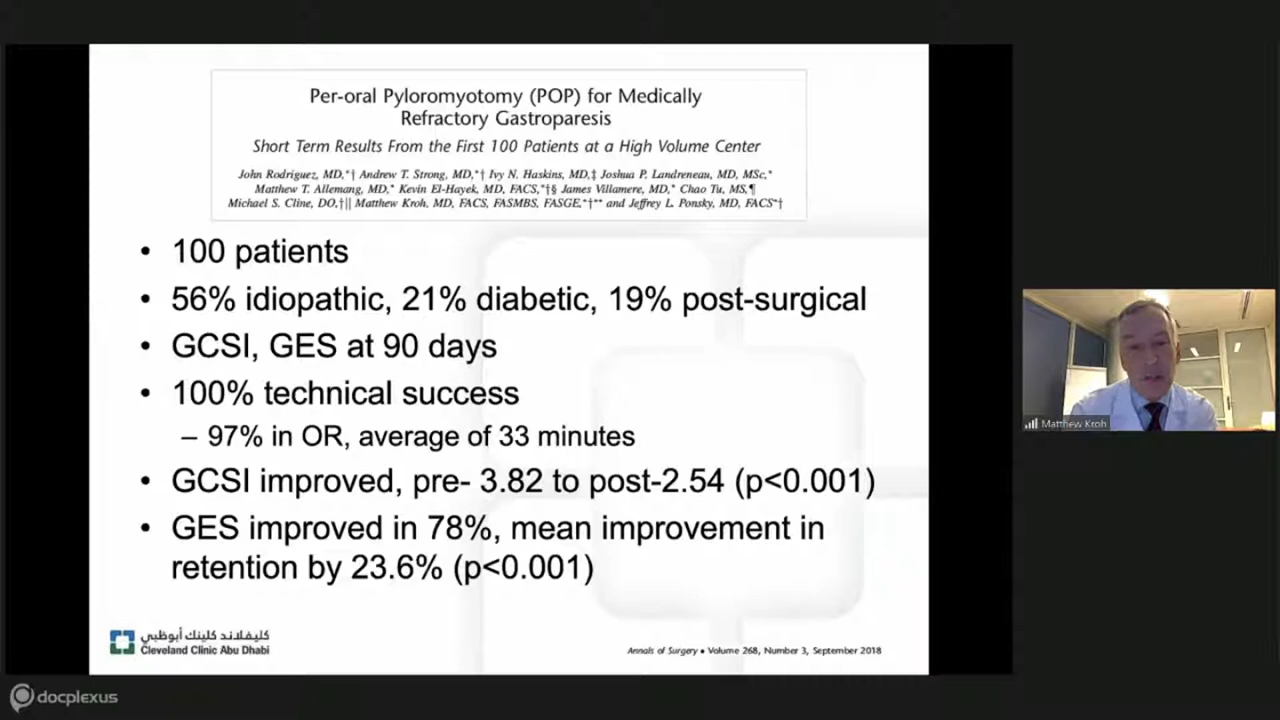 Per-oral Pyloromyotomy (POP) for Medically
Refractory Gastroparesis
Short Term Results From the First 100 Patients at a High Volume Center
John Rodriguez, MD,*† Andrew T. Strong, MD,*† Ivy N. Haskins, MD,‡ Joshua P. Landreneau, MD, MSc,*
Matthew T. Allemang, MD,* Kevin El-Hayek, MD, FACS,*†§ James Villamere, MD,* Chao Tu, MS,¶
Michael S. Cline, DO,†|| Matthew Kroh, MD, FACS, FASMBS, FASGE,*†** and Jeffrey L. Ponsky, MD, FACS*†
• 100 patients
• 56% idiopathic, 21% diabetic, 19% post-surgical
• GCSI, GES at 90 days
• 100% technical success
– 97% in OR, average of 33 minutes
• GCSI improved, pre- 3.82 to post-2.54 (p<0.001)
• GES improved in 78%, mean improvement in
retention by 23.6% (p<0.001)
كليفلاند كلينك أبوظبي
Cleveland Clinic Abu Dhabi
Annals of Surgery • Volume 268, Number 3, September 2018
Matthew Kroh
docplexus